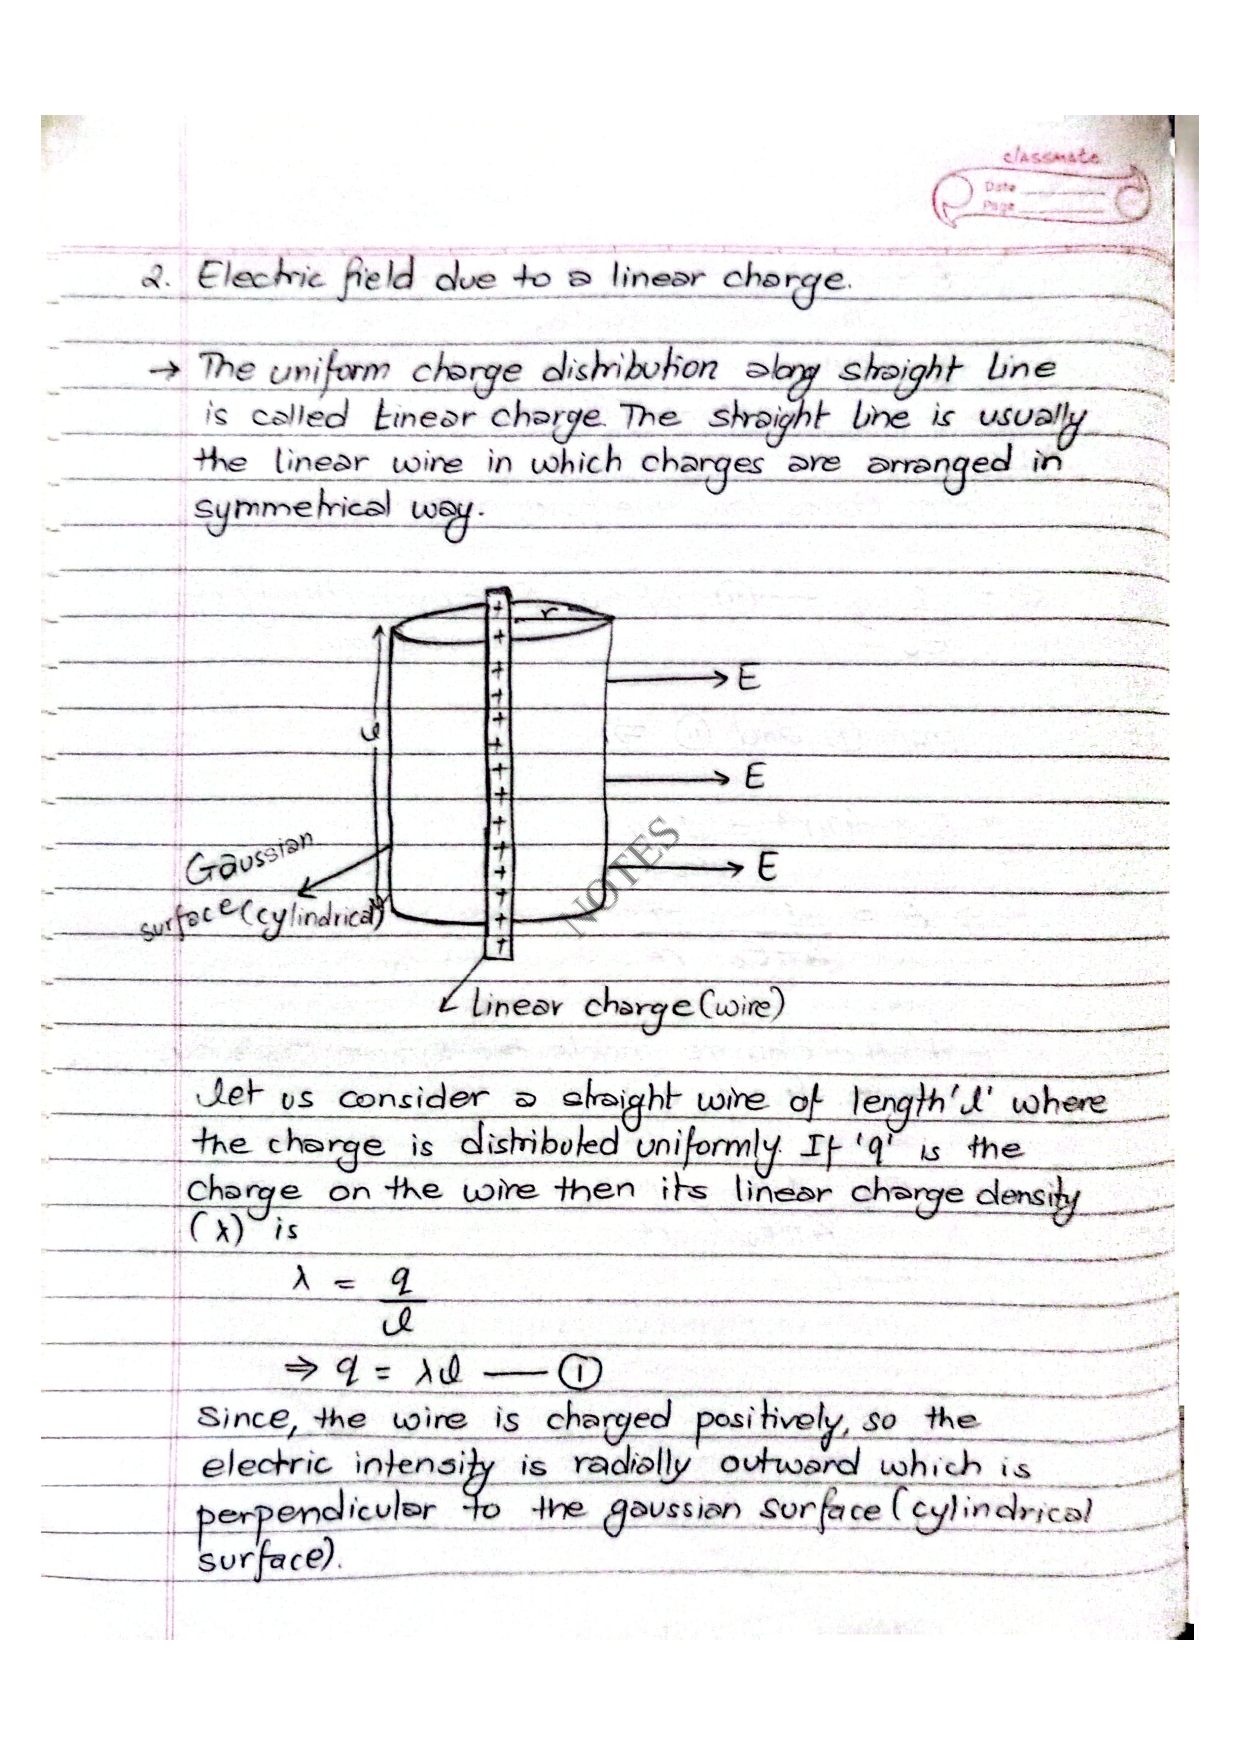 classmate
Date
Page
2. Electric field due to a linear charge.
→ The uniform charge distribution along straight line
is called Linear charge. The straight line is usually
the linear wire in which charges are arranged in
symmetrical way.
r
E
l
E
Gaussian
surface (cylindrical)
E
NOTES
linear charge (wire)
let us consider a straight wire of length 'l' where
the charge is distributed uniformly. If 'q' is the
charge on the wire then its linear charge density
(λ) is
λ = q
l
⇒ q = λl — ①
Since, the wire is charged positively, so the
electric intensity is radially outward which is
perpendicular to the gaussian surface (cylindrical
surface).